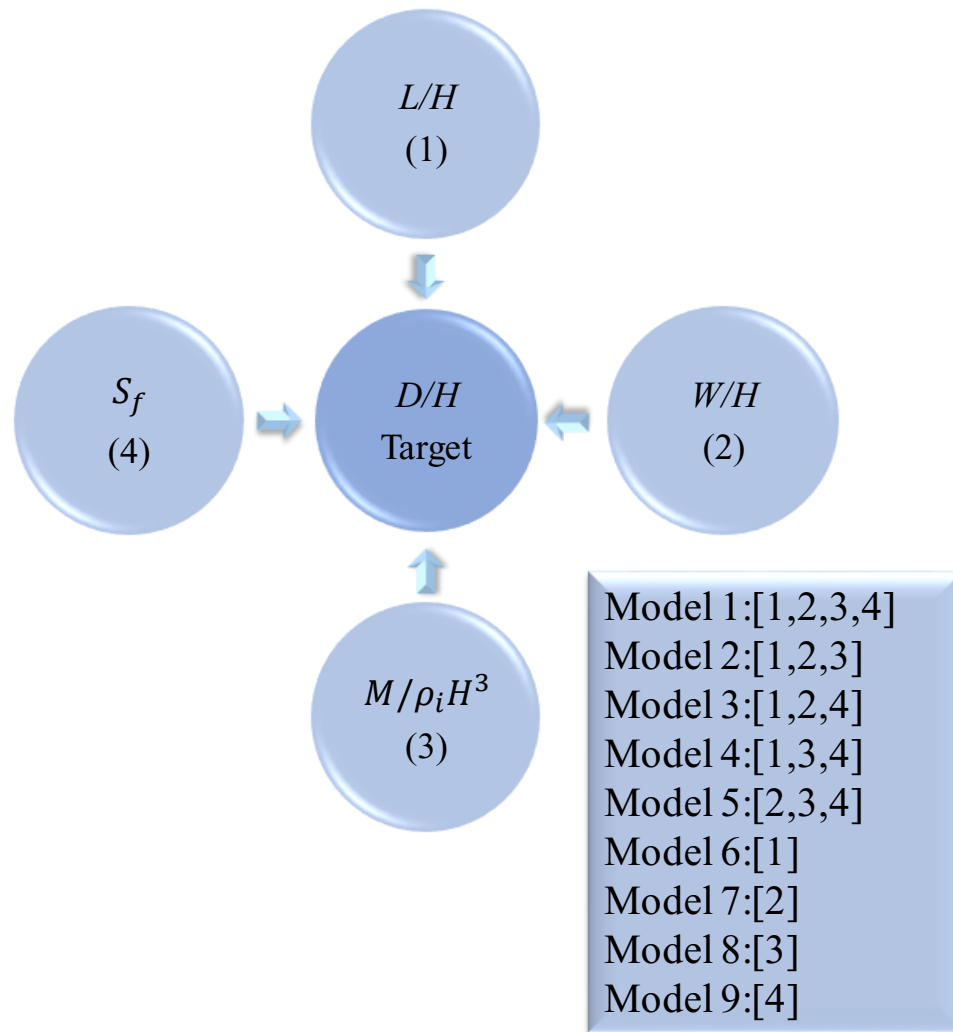 L/H
(1)
S_f
(4)
D/H
Target
W/H
(2)
M/ρ_iH³
(3)
Model 1:[1,2,3,4]
Model 2:[1,2,3]
Model 3:[1,2,4]
Model 4:[1,3,4]
Model 5:[2,3,4]
Model 6:[1]
Model 7:[2]
Model 8:[3]
Model 9:[4]